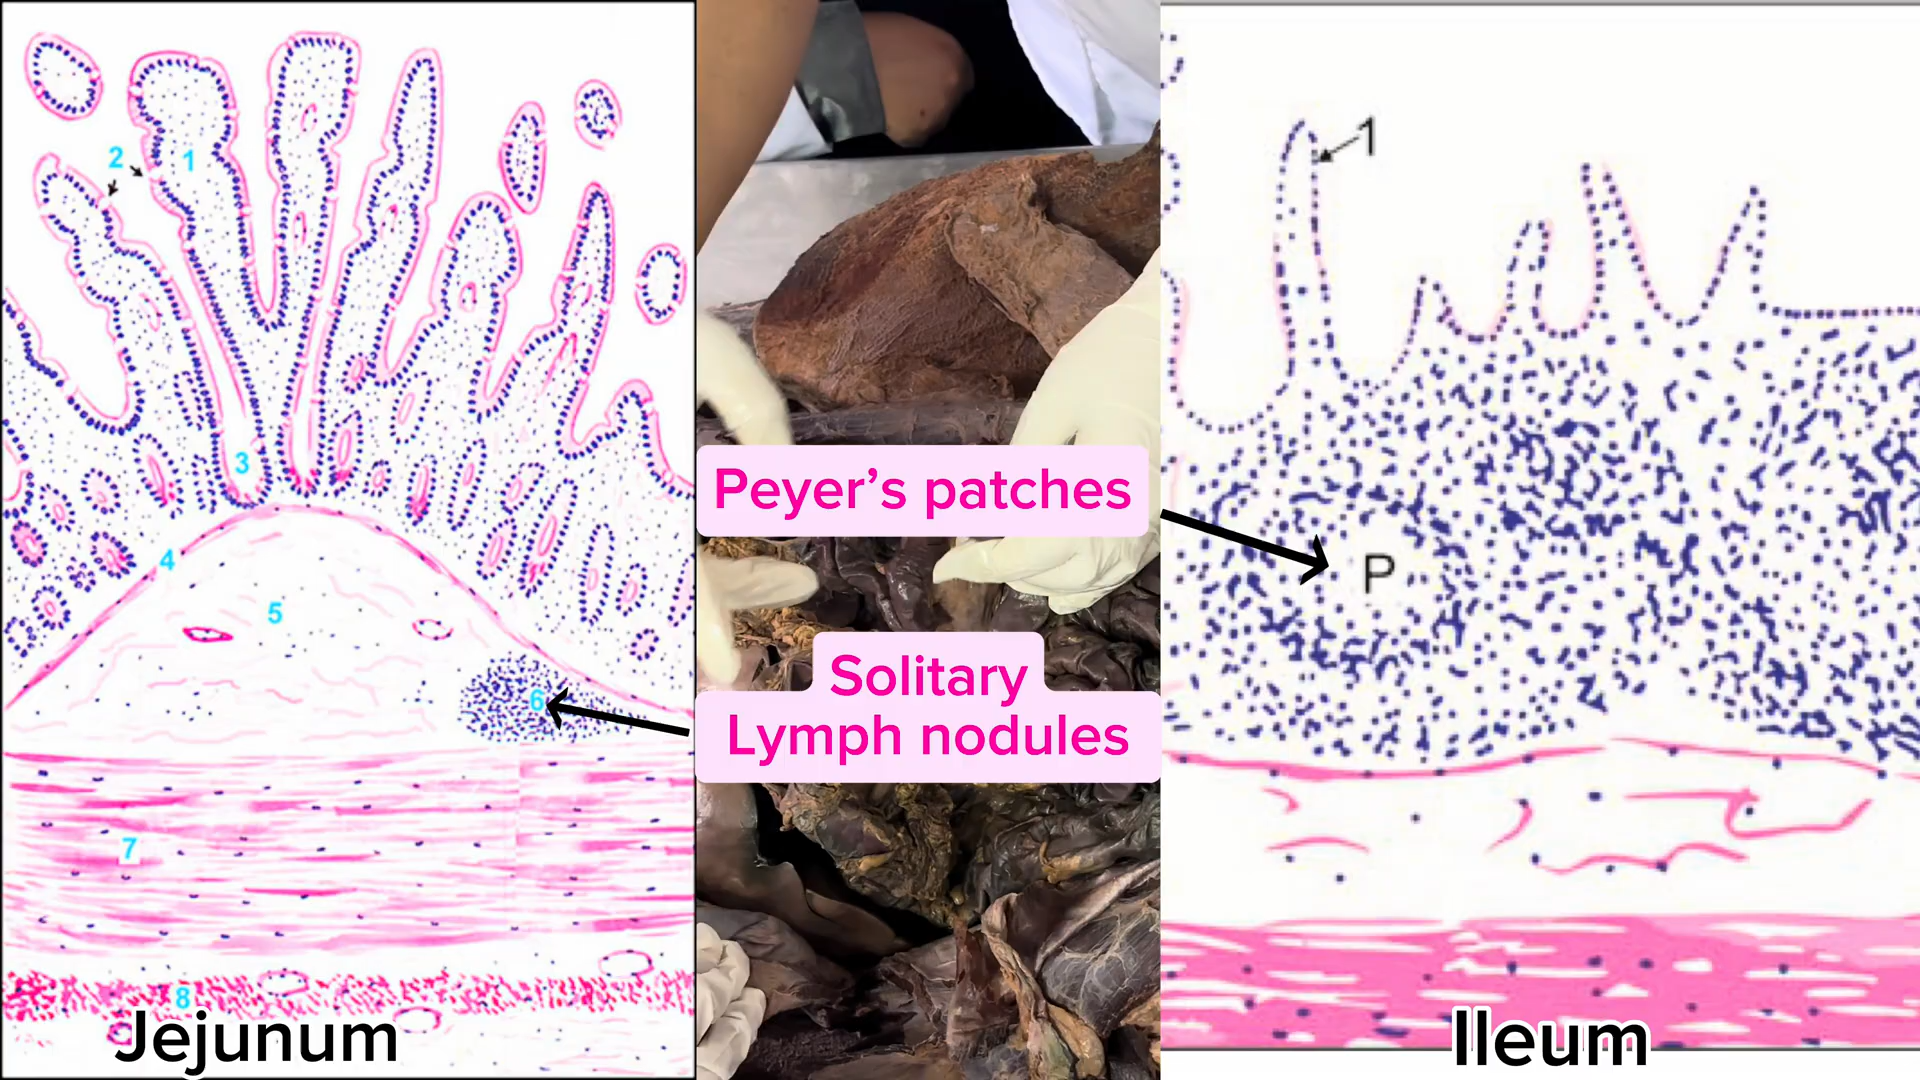 2
1
3
4
5
6
7
8
Jejunum
Peyer's patches
Solitary
Lymph nodules
1
P
Ileum